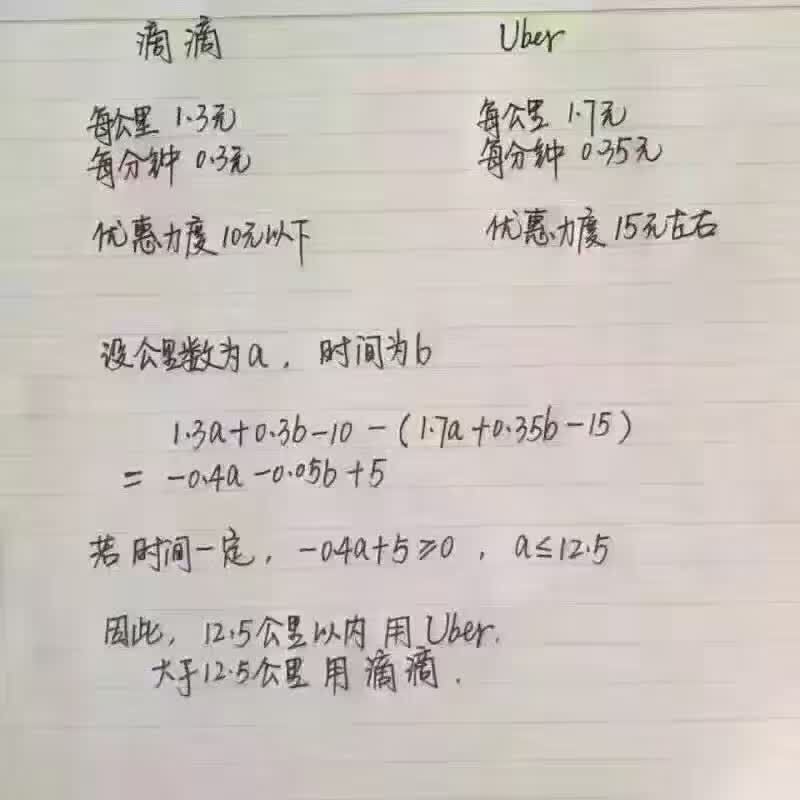 滴滴 Uber
每公里 1.3元 每公里 1.7元
每分钟 0.3元 每分钟 0.35元
优惠力度 10元以下 优惠力度 15元左右
设公里数为a，时间为b
1.3a+0.3b-10-(1.7a+0.35b-15)
= -0.4a-0.05b+5
若时间一定，-0.4a+5≥0，a≤12.5
因此，12.5公里以内用Uber.
大于12.5公里用滴滴.